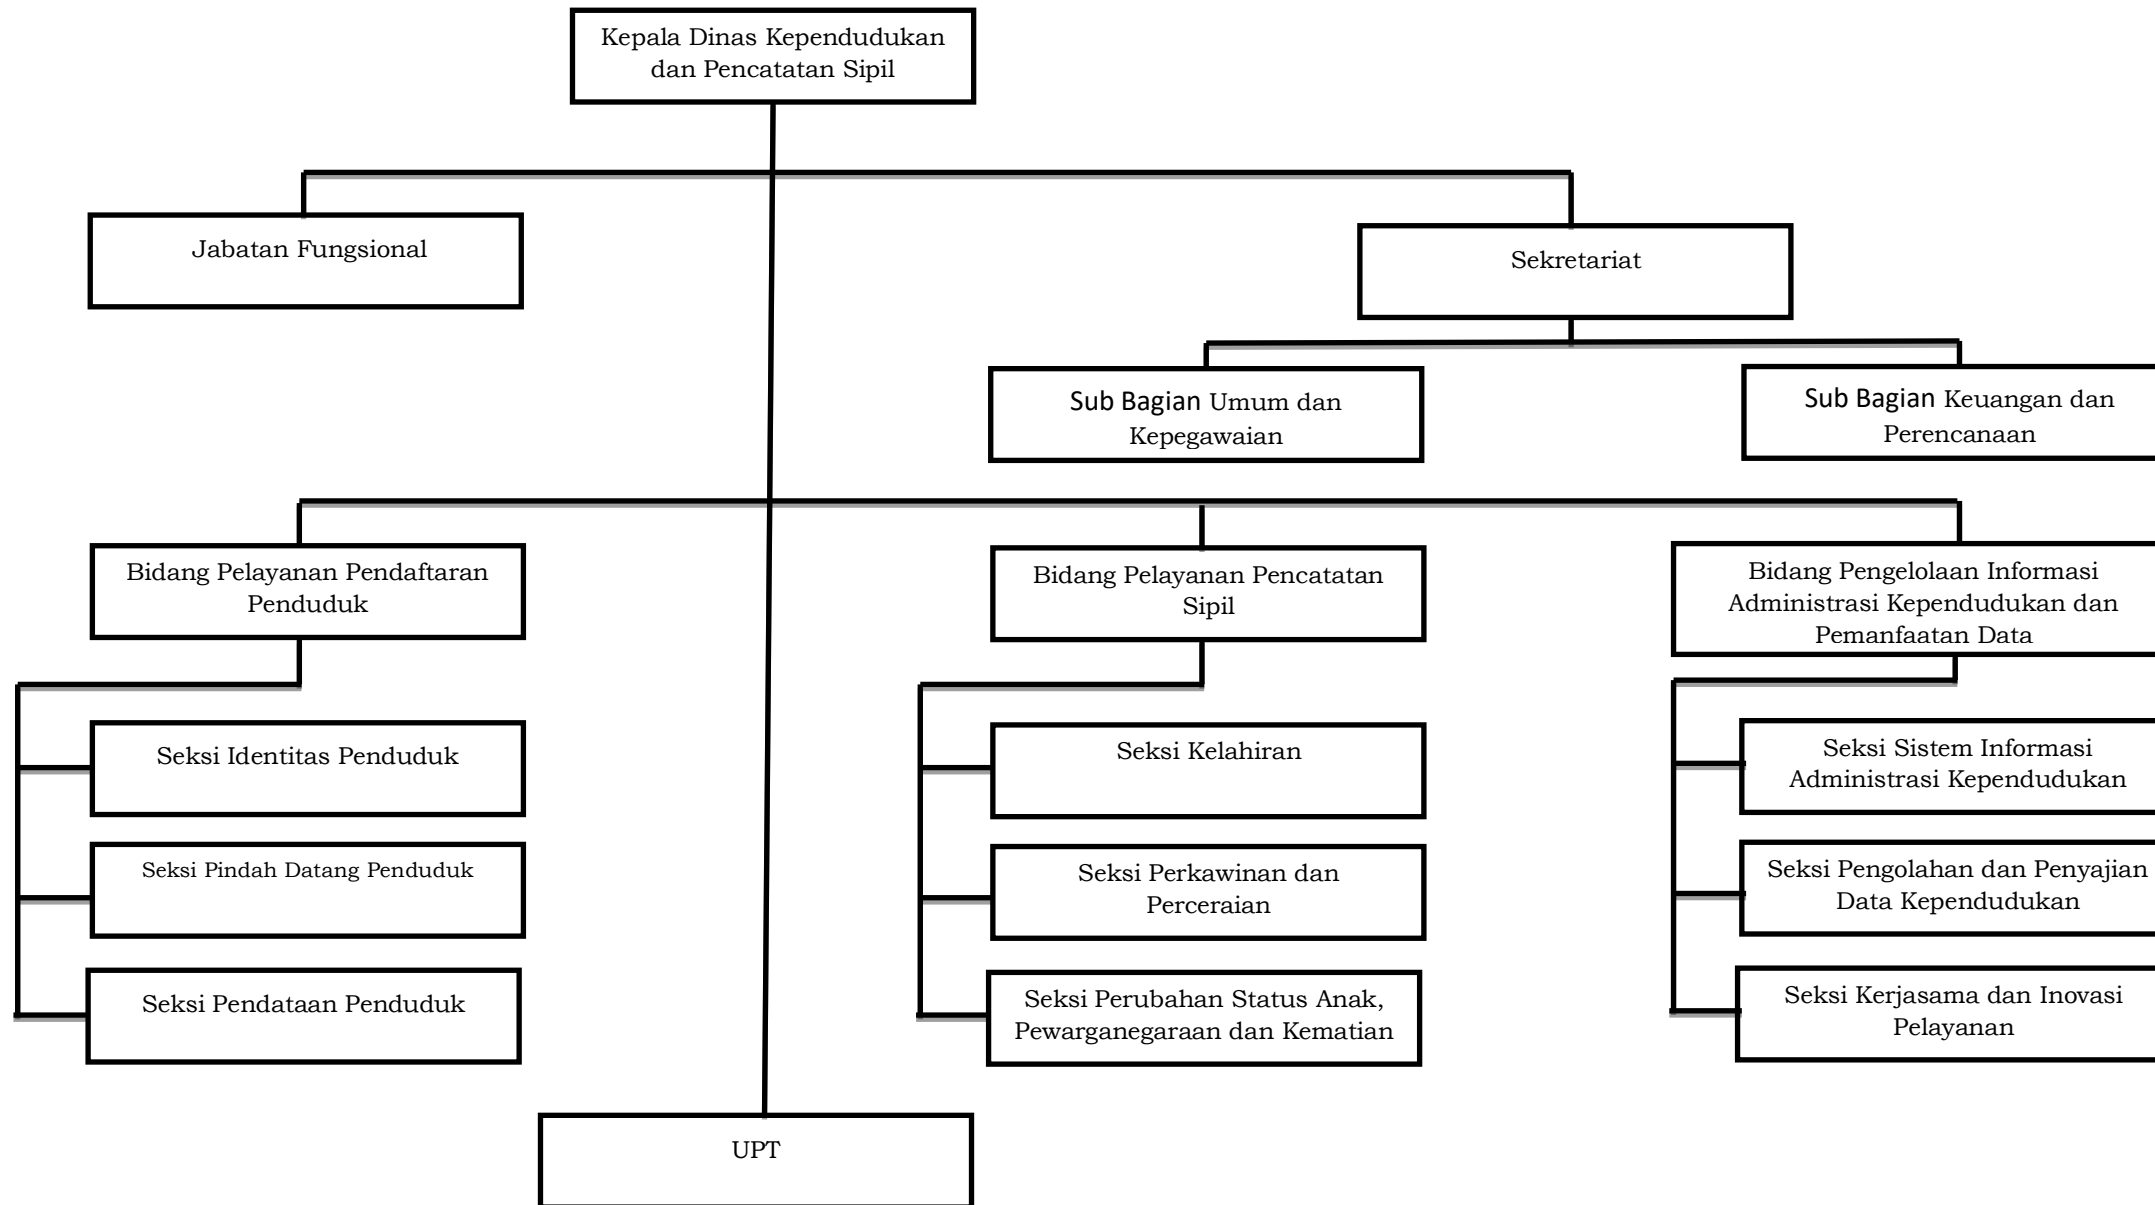 Kepala Dinas Kependudukan
dan Pencatatan Sipil
Jabatan Fungsional
Sekretariat
Sub Bagian Umum dan
Kepegawaian
Sub Bagian Keuangan dan
Perencanaan
Bidang Pelayanan Pendaftaran
Penduduk
Bidang Pelayanan Pencatatan
Sipil
Bidang Pengelolaan Informasi
Administrasi Kependudukan dan
Pemanfaatan Data
Seksi Identitas Penduduk
Seksi Kelahiran
Seksi Sistem Informasi
Administrasi Kependudukan
Seksi Pindah Datang Penduduk
Seksi Perkawinan dan
Perceraian
Seksi Pengolahan dan Penyajian
Data Kependudukan
Seksi Pendataan Penduduk
Seksi Perubahan Status Anak,
Pewarganegaraan dan Kematian
Seksi Kerjasama dan Inovasi
Pelayanan
UPT